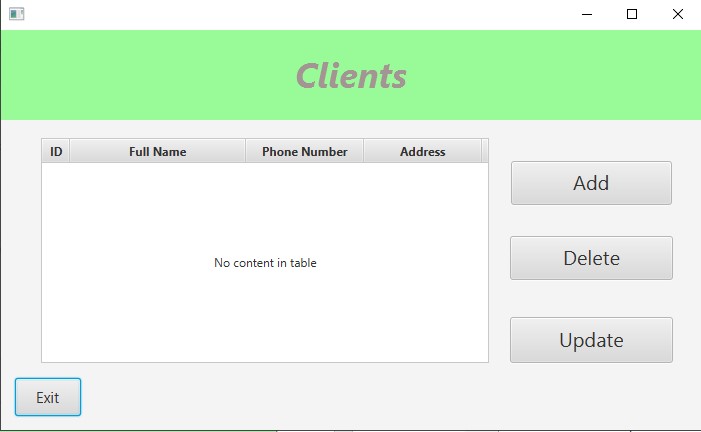 Clients
ID Full Name Phone Number Address
Add
No content in table
Delete
Update
Exit